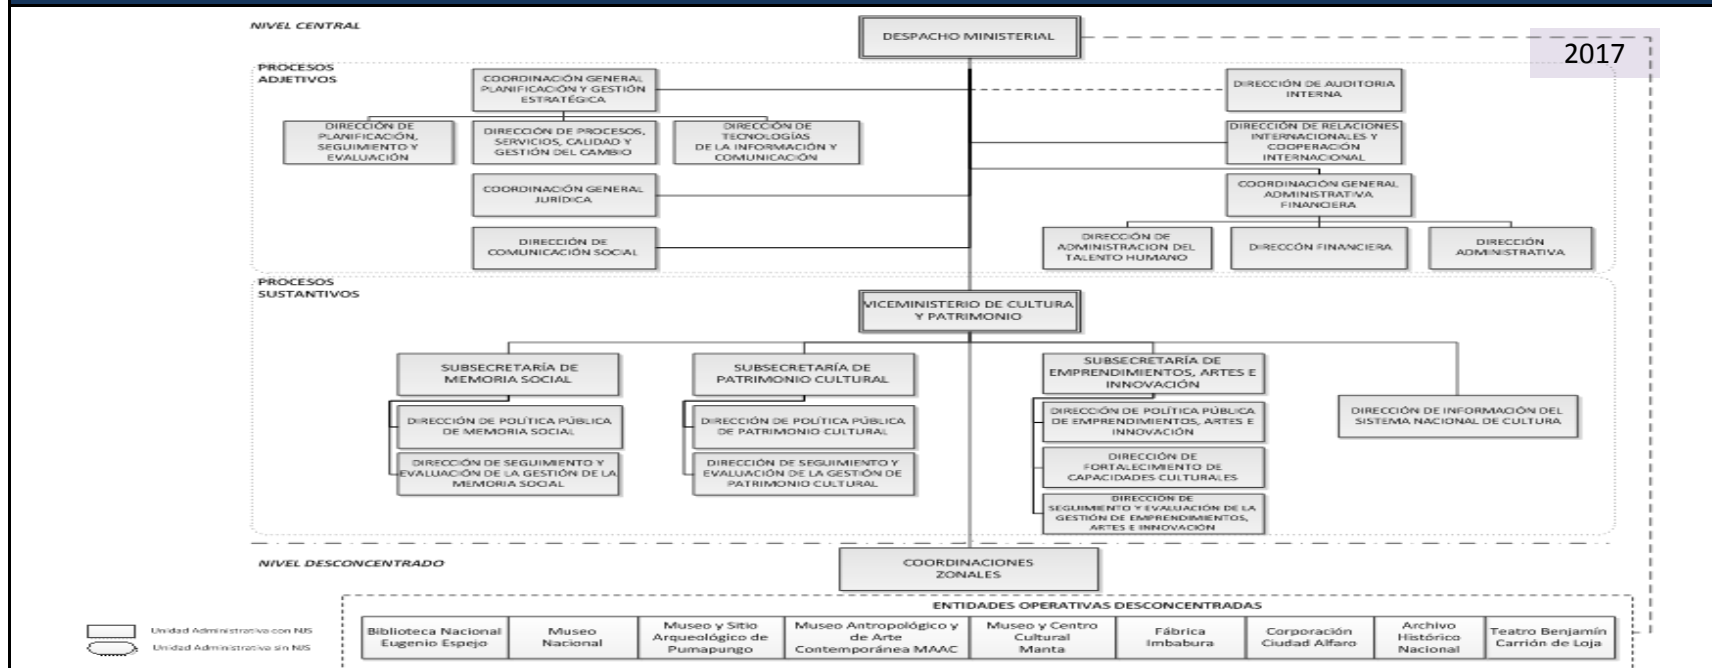 NIVEL CENTRAL
DESPACHO MINISTERIAL
2017
PROCESOS
ADJETIVOS
COORDINACIÓN GENERAL
PLANIFICACIÓN Y GESTIÓN
ESTRATÉGICA
DIRECCIÓN DE AUDITORIA
INTERNA
DIRECCIÓN DE
PLANIFICACIÓN,
SEGUIMIENTO Y
EVALUACIÓN
DIRECCIÓN DE PROCESOS,
SERVICIOS, CALIDAD Y
GESTIÓN DEL CAMBIO
DIRECCIÓN DE
TECNOLOGÍAS
DE LA INFORMACIÓN Y
COMUNICACIÓN
DIRECCIÓN DE RELACIONES
INTERNACIONALES Y
COOPERACIÓN
INTERNACIONAL
COORDINACIÓN GENERAL
JURÍDICA
COORDINACIÓN GENERAL
ADMINISTRATIVA
FINANCIERA
DIRECCIÓN DE
COMUNICACIÓN SOCIAL
DIRECCIÓN DE
ADMINISTRACION DEL
TALENTO HUMANO
DIRECCÓN FINANCIERA
DIRECCIÓN
ADMINISTRATIVA
PROCESOS
SUSTANTIVOS
VICEMINISTERIO DE CULTURA
Y PATRIMONIO
SUBSECRETARÍA DE
MEMORIA SOCIAL
SUBSECRETARÍA DE
PATRIMONIO CULTURAL
SUBSECRETARÍA DE
EMPRENDIMIENTOS, ARTES E
INNOVACIÓN
DIRECCIÓN DE POLÍTICA PÚBLICA
DE MEMORIA SOCIAL
DIRECCIÓN DE POLÍTICA PÚBLICA
DE PATRIMONIO CULTURAL
DIRECCIÓN DE POLÍTICA PÚBLICA
DE EMPRENDIMIENTOS, ARTES E
INNOVACIÓN
DIRECCIÓN DE INFORMACIÓN DEL
SISTEMA NACIONAL DE CULTURA
DIRECCIÓN DE SEGUIMIENTO Y
EVALUACIÓN DE LA GESTIÓN DE LA
MEMORIA SOCIAL
DIRECCIÓN DE SEGUIMIENTO Y
EVALUACIÓN DE LA GESTIÓN DE
PATRIMONIO CULTURAL
DIRECCIÓN DE
FORTALECIMIENTO DE
CAPACIDADES CULTURALES
DIRECCIÓN DE
SEGUIMIENTO Y EVALUACIÓN DE LA
GESTIÓN DE EMPRENDIMIENTOS,
ARTES E INNOVACIÓN
NIVEL DESCONCENTRADO
COORDINACIONES
ZONALES
ENTIDADES OPERATIVAS DESCONCENTRADAS
Biblioteca Nacional
Eugenio Espejo
Museo
Nacional
Museo y Sitio
Arqueológico de
Pumapungo
Museo Antropológico y
de Arte
Contemporánea MAAC
Museo y Centro
Cultural
Manta
Fábrica
Imbabura
Corporación
Ciudad Alfaro
Archivo
Histórico
Nacional
Teatro Benjamín
Carrión de Loja
Unidad Administrativa con NJS
Unidad Administrativa sin NJS